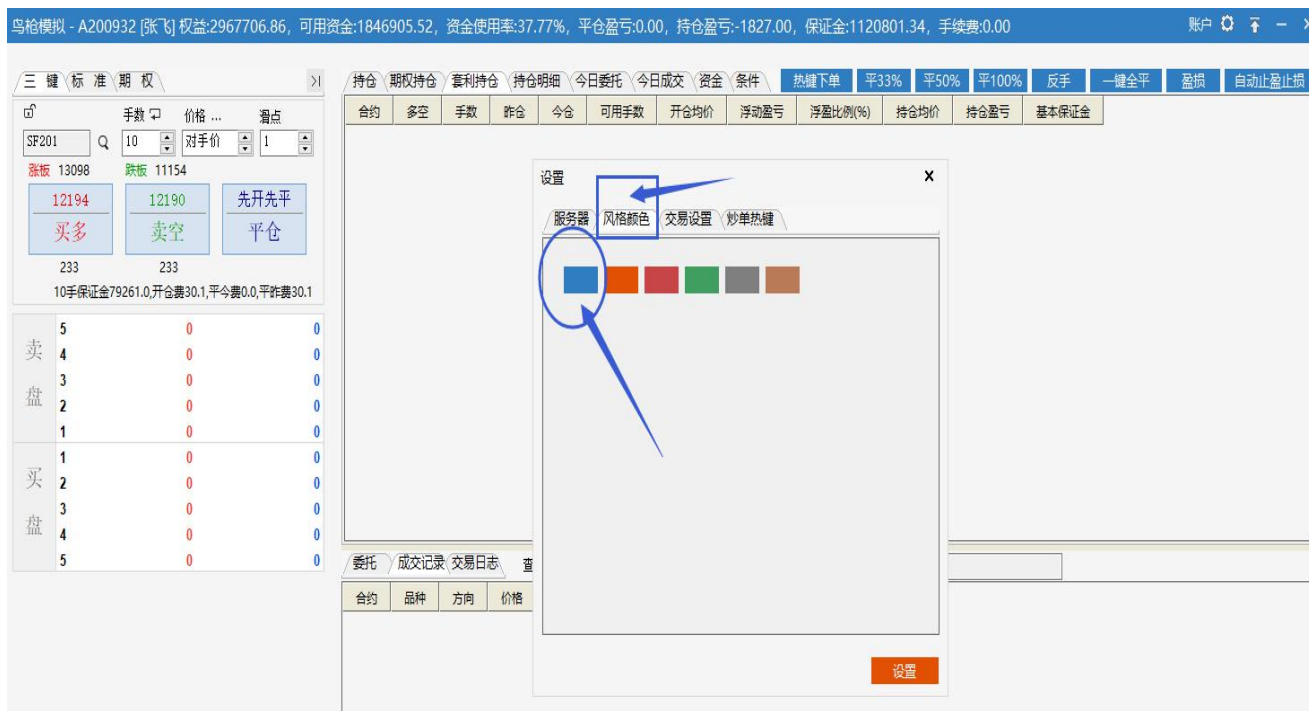 鸟枪模拟 - A200932 [张飞] 权益:2967706.86，可用资金:1846905.52，资金使用率:37.77%，平仓盈亏:0.00，持仓盈亏:-1827.00，保证金:1120801.34，手续费:0.00 账户
三 键 标 准 期 权
持仓 期权持仓 套利持仓 持仓明细 今日委托 今日成交 资金 条件 热键下单 平33% 平50% 平100% 反手 一键全平 盈损 自动止盈止损
手数 价格 ... 滑点
SF201 10 对手价 1
涨板 13098 跌板 11154
12194 12190 先开先平
买多 卖空 平仓
233 233
10手保证金79261.0,开仓费30.1,平今费0.0,平昨费30.1
合约 多空 手数 昨仓 今仓 可用手数 开仓均价 浮动盈亏 浮盈比例(%) 持仓均价 持仓盈亏 基本保证金
设置 x
服务器 风格颜色 交易设置 炒单热键
卖盘
5 0 0
4 0 0
3 0 0
2 0 0
1 0 0
买盘
1 0 0
2 0 0
3 0 0
4 0 0
5 0 0
委托 成交记录 交易日志 查
合约 品种 方向 价格
设置